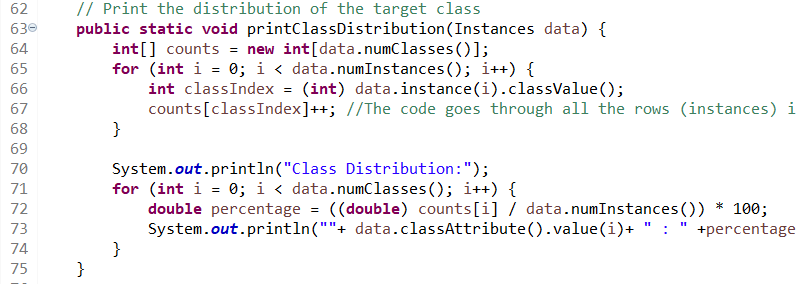 62 // Print the distribution of the target class
63 public static void printClassDistribution(Instances data) {
64 int[] counts = new int[data.numClasses()];
65 for (int i = 0; i < data.numInstances(); i++) {
66 int classIndex = (int) data.instance(i).classValue();
67 counts[classIndex]++; //The code goes through all the rows (instances) i
68 }
69
70 System.out.println("Class Distribution:");
71 for (int i = 0; i < data.numClasses(); i++) {
72 double percentage = ((double) counts[i] / data.numInstances()) * 100;
73 System.out.println(""+ data.classAttribute().value(i)+ " : " +percentage
74 }
75 }